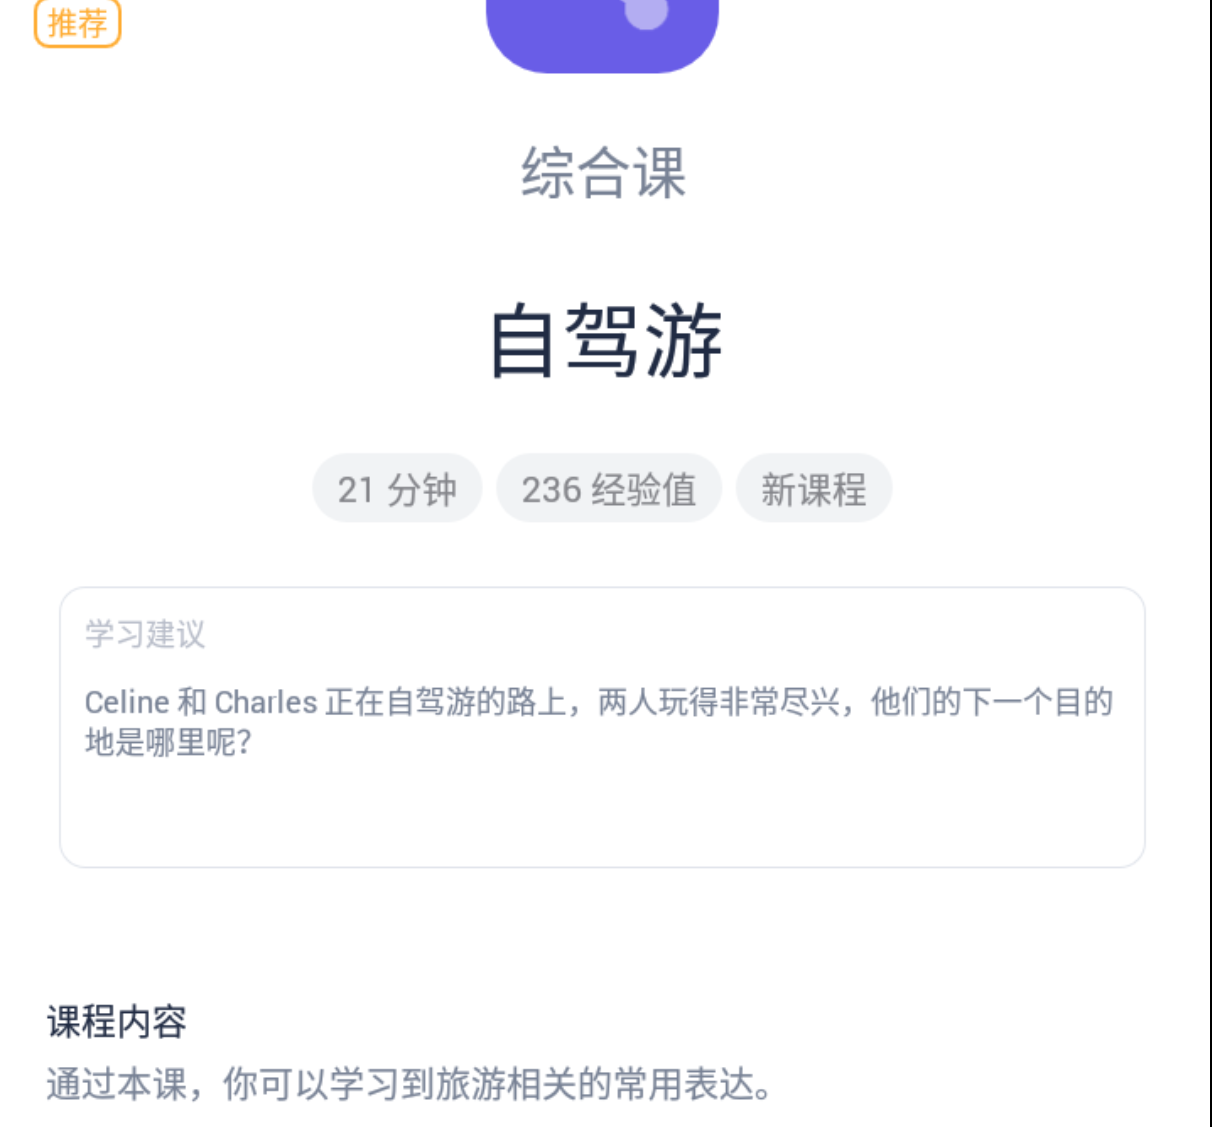 推荐
综合课
自驾游
21 分钟
236 经验值
新课程
学习建议
Celine 和 Charles 正在自驾游的路上，两人玩得非常尽兴，他们的下一个目的
地是哪里呢?
课程内容
通过本课，你可以学习到旅游相关的常用表达。